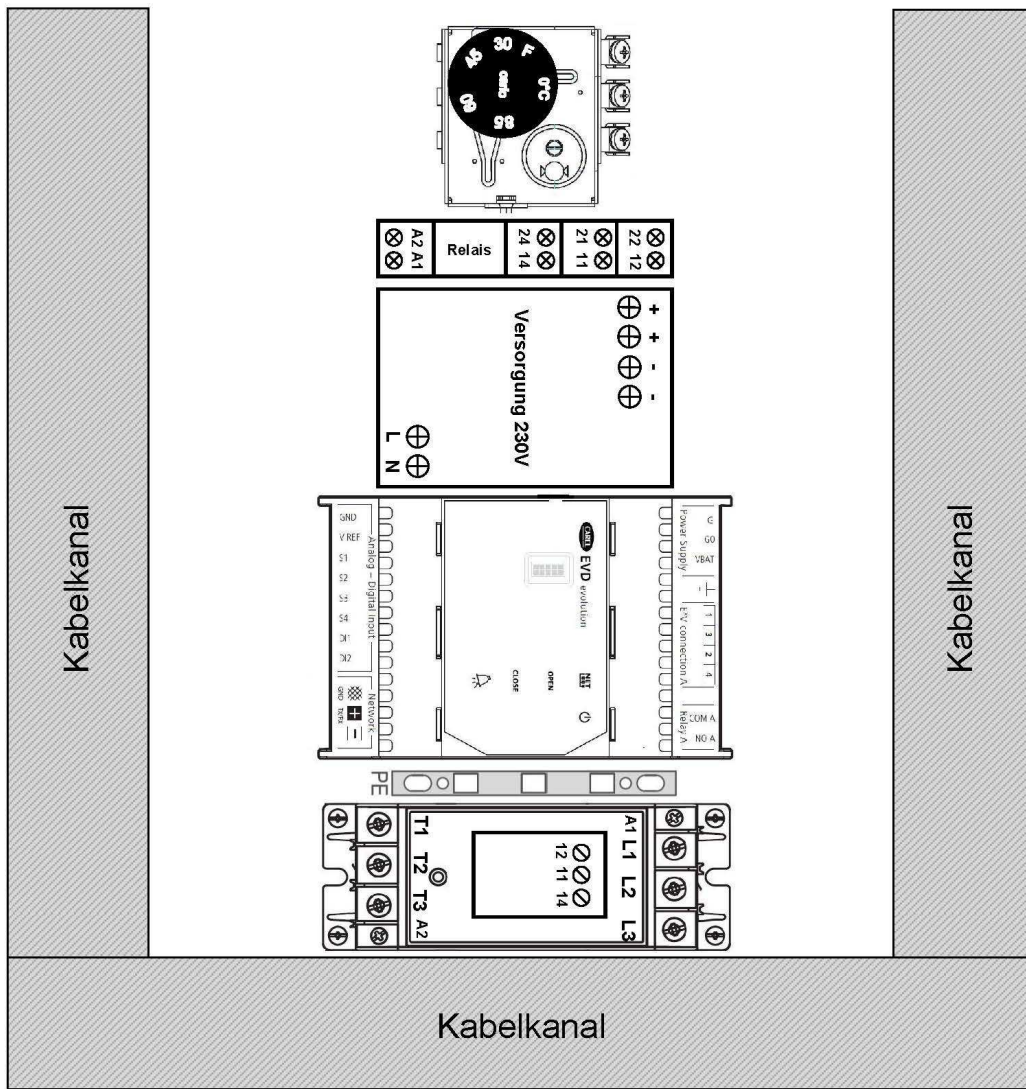 30
F
45
0°C
60
85
A2 A1
Relais
24 14
21 11
22 12
Versorgung 230V
+
+
-
-
L
N
Kabelkanal
Kabelkanal
GND
V REF
S1
S2
S3
S4
DI1
DI2
Analog – Digital Input
GND
Tx/Rx
+
–
Network
CAREL
EVD evolution
NET
OPEN
CLOSE
G
G0
VBAT
Power Supply
1
3
2
4
EXV connection A
COM A
NO A
Relay A
PE
T1
T2
T3
A2
12 11 14
A1
L1
L2
L3
Kabelkanal